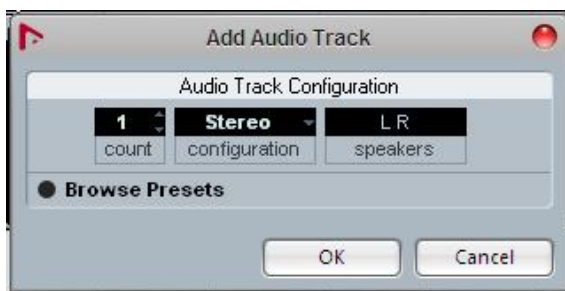 Add Audio Track
Audio Track Configuration
1 Stereo L R
count configuration speakers
Browse Presets
OK Cancel